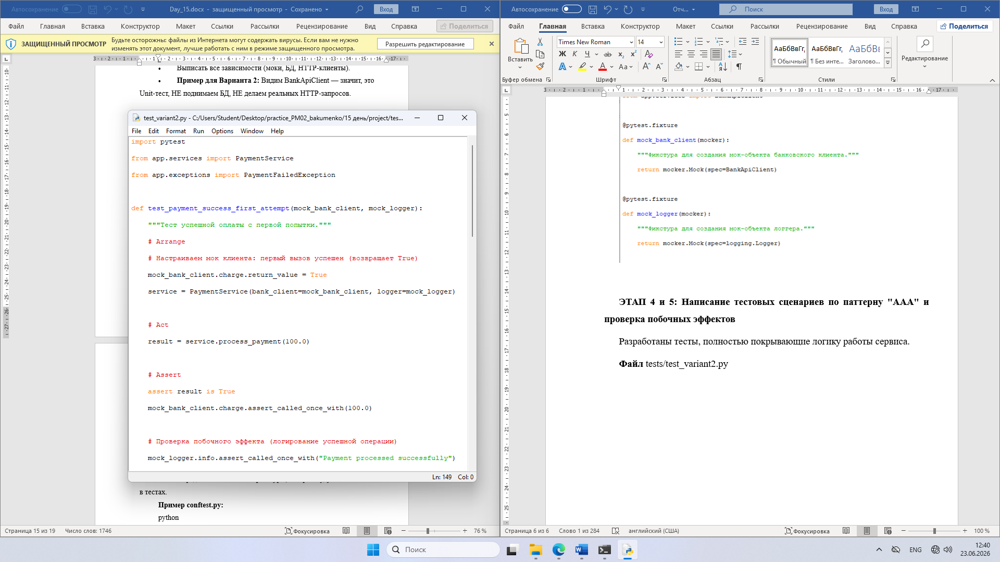 Автосохранение
Day_15.docx - защищенный просмотр - Сохранено
Вход
Файл Главная Вставка Конструктор Макет Ссылки Рассылки Рецензирование Вид Справка Поделиться
ЗАЩИЩЕННЫЙ ПРОСМОТР
Будьте осторожны: файлы из Интернета могут содержать вирусы. Если вам не нужно
изменять этот документ, лучше работать с ним в режиме защищенного просмотра.
Разрешить редактирование
• Выписать все зависимости (моки, БД, HTTP-клиенты).
• Пример для Варианта 2: Видим BankApiClient — значит, это
Unit-тест, НЕ поднимаем БД, НЕ делаем реальных HTTP-запросов.
test_variant2.py - C:/Users/Student/Desktop/practice_PM02_bakumenko/15 день/project/tes...
File Edit Format Run Options Window Help
import pytest
from app.services import PaymentService
from app.exceptions import PaymentFailedException
def test_payment_success_first_attempt(mock_bank_client, mock_logger):
"""Тест успешной оплаты с первой попытки."""
# Arrange
# Настраиваем мок клиента: первый вызов успешен (возвращает True)
mock_bank_client.charge.return_value = True
service = PaymentService(bank_client=mock_bank_client, logger=mock_logger)
# Act
result = service.process_payment(100.0)
# Assert
assert result is True
mock_bank_client.charge.assert_called_once_with(100.0)
# Проверка побочного эффекта (логирование успешной операции)
mock_logger.info.assert_called_once_with("Payment processed successfully")
Ln: 149 Col: 0
в тестах.
Пример conftest.py:
python
Страница 15 из 19 Число слов: 1746 Фокусировка 76 %
Автосохранение
Отч...
Поиск
Вход
Файл Главная Вставка Конструктор Макет Ссылки Рассылки Рецензирование Вид Справка Поделиться
Вставить
Times New Roman 14
Ж К Ч ab x₂ x²
Aa
АаБбВвГг, АаБбВвГг, АаБбВвГ
¶ Обычный ¶ Без инте... Заголово...
Редактирование
Буфер обмена Шрифт Абзац Стили
@pytest.fixture
def mock_bank_client(mocker):
"""Фикстура для создания мок-объекта банковского клиента."""
return mocker.Mock(spec=BankApiClient)
@pytest.fixture
def mock_logger(mocker):
"""Фикстура для создания мок-объекта логгера."""
return mocker.Mock(spec=logging.Logger)
ЭТАП 4 и 5: Написание тестовых сценариев по паттерну "AAA" и
проверка побочных эффектов
Разработаны тесты, полностью покрывающие логику работы сервиса.
Файл tests/test_variant2.py
Страница 6 из 6 Слово 1 из 284 английский (США) Фокусировка 100 %
Поиск
ENG
12:40
23.06.2026